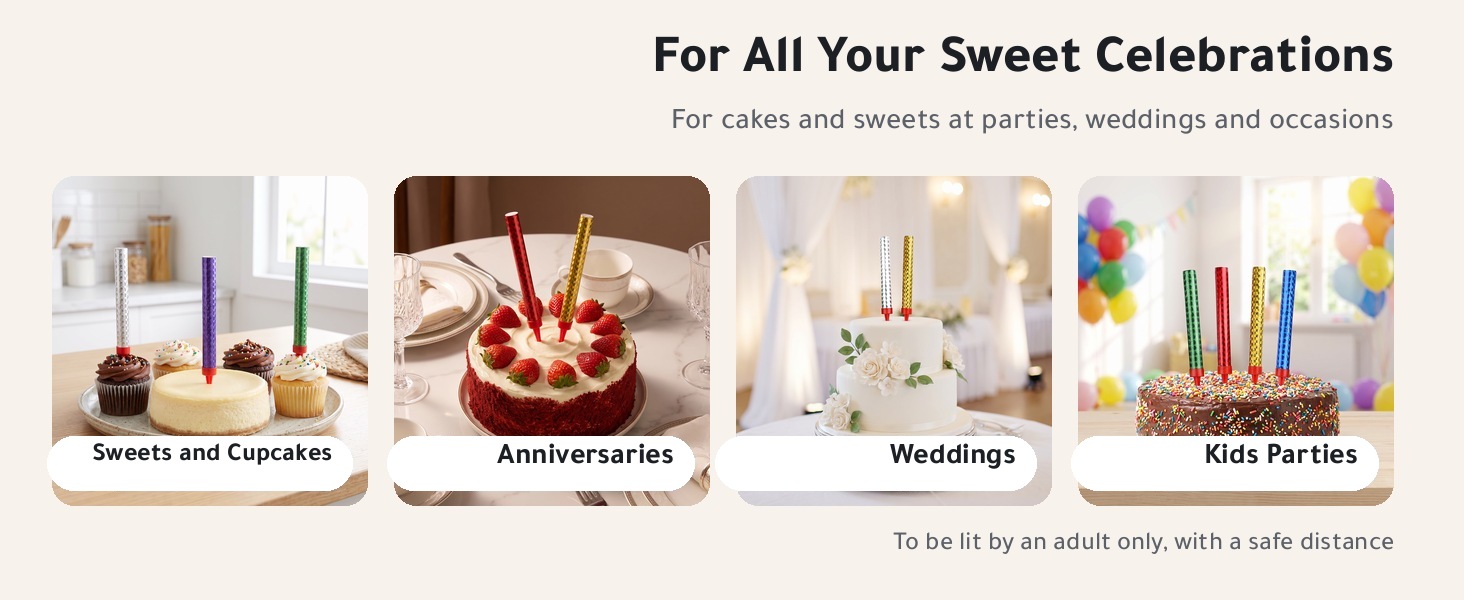 For All Your Sweet Celebrations
For cakes and sweets at parties, weddings and occasions
Sweets and Cupcakes
Anniversaries
Weddings
Kids Parties
To be lit by an adult only, with a safe distance